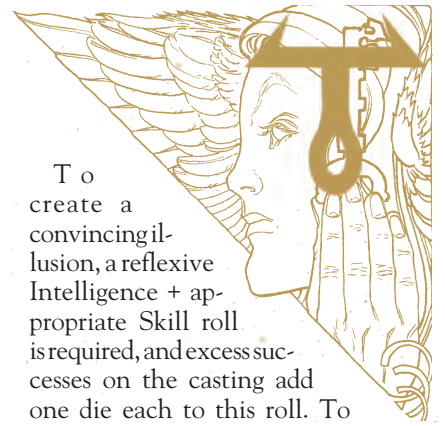 To
create a
convincing il-
lusion, a reflexive
Intelligence + ap-
propriate Skill roll
is required, and excess suc-
cesses on the casting add
one die each to this roll. To